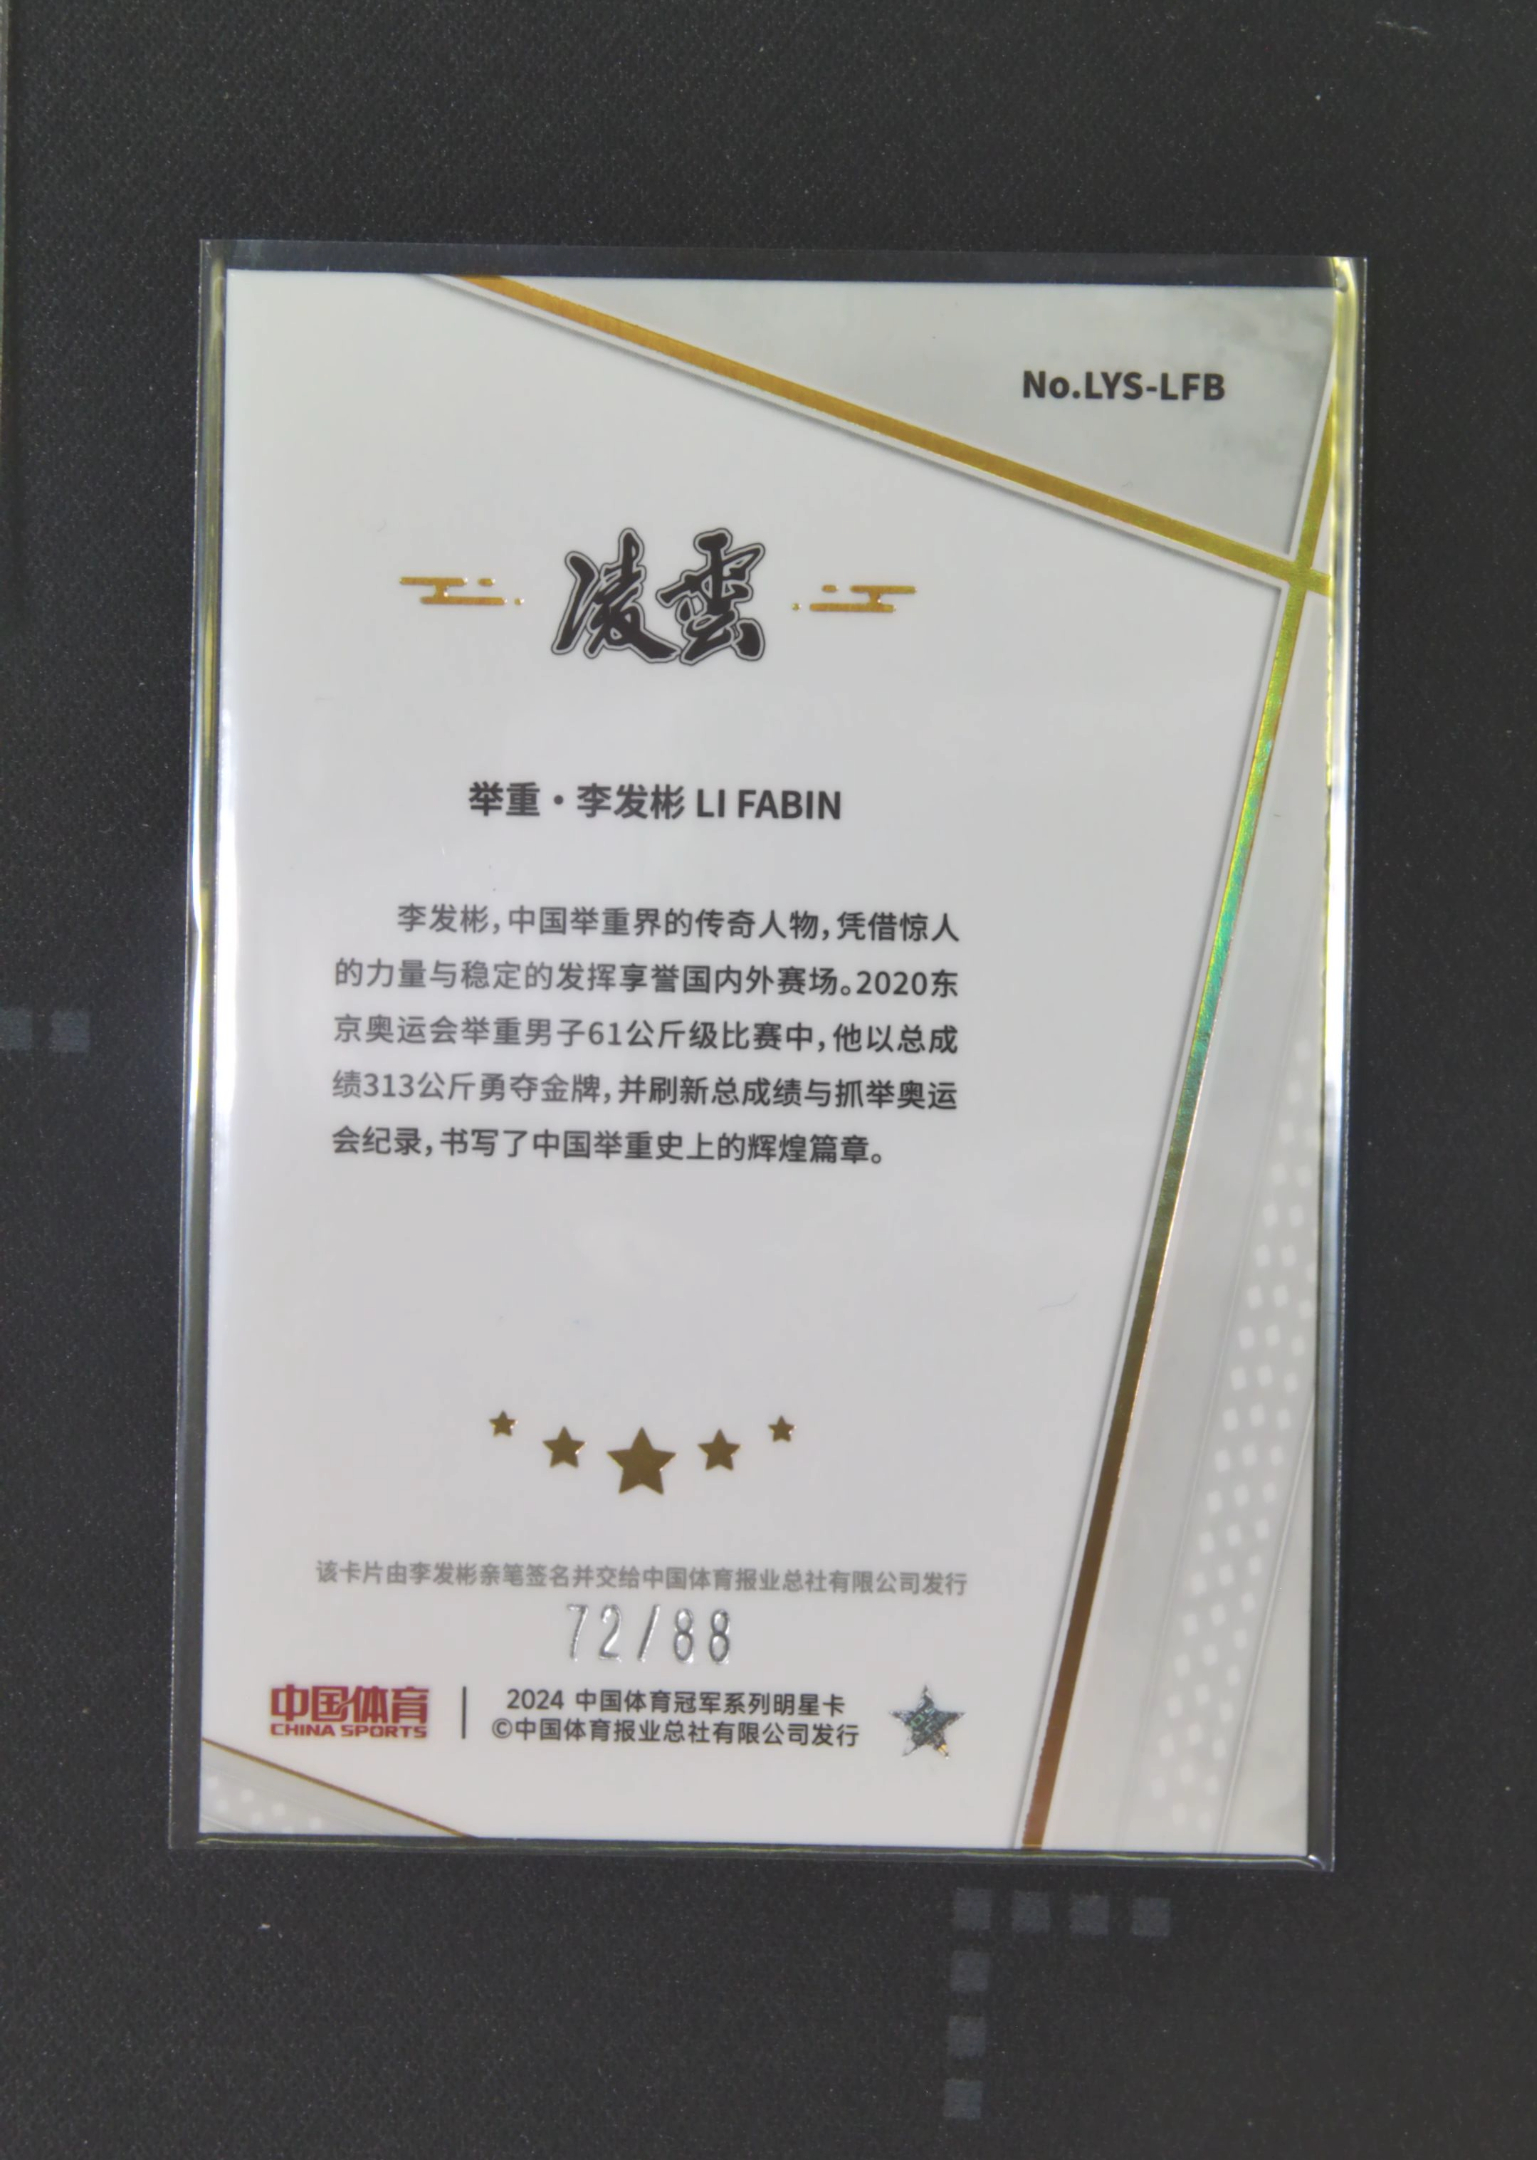 No.LYS-LFB
凌雲
举重·李发彬 LI FABIN
李发彬,中国举重界的传奇人物,凭借惊人
的力量与稳定的发挥享誉国内外赛场。2020东
京奥运会举重男子61公斤级比赛中,他以总成
绩313公斤勇夺金牌,并刷新总成绩与抓举奥运
会纪录,书写了中国举重史上的辉煌篇章。
该卡片由李发彬亲笔签名并交给中国体育报业总社有限公司发行
72/88
中国体育
CHINA SPORTS
2024 中国体育冠军系列明星卡
©中国体育报业总社有限公司发行